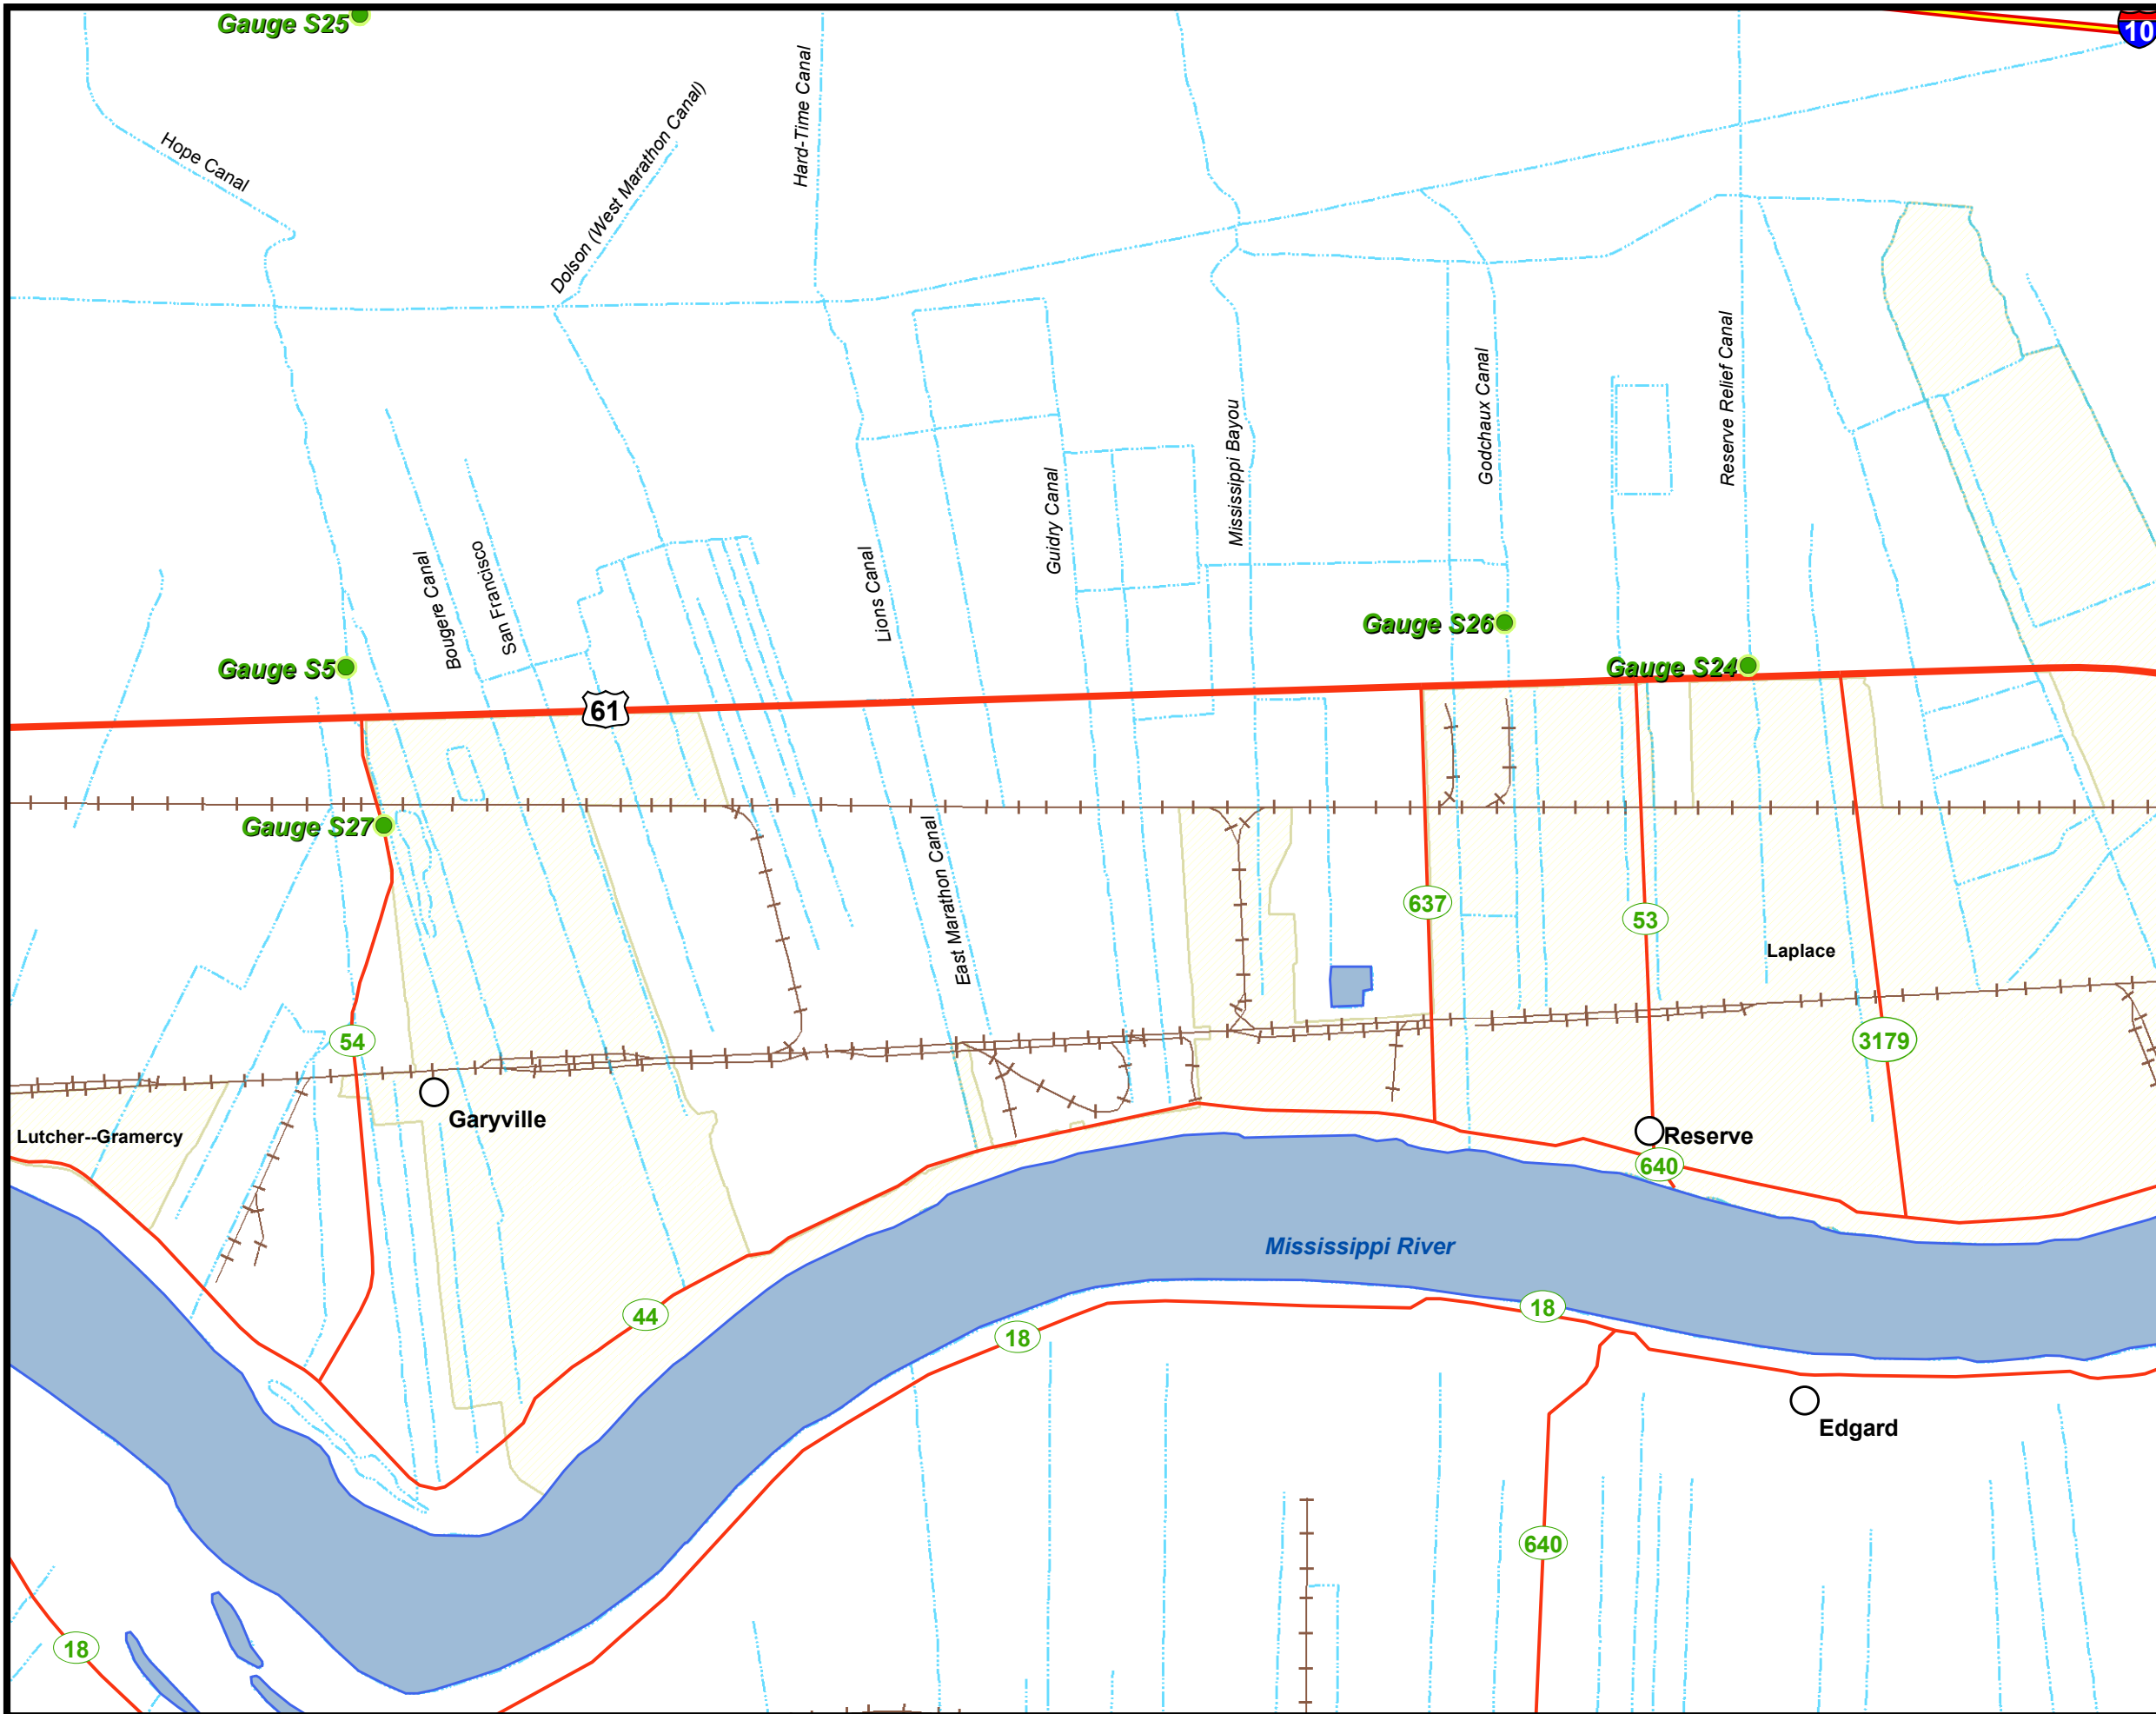 Gauge S25
10
Hope Canal
Dolson (West Marathon Canal)
Hard-Time Canal
Bougere Canal
San Francisco
Lions Canal
Guidry Canal
Mississippi Bayou
Godchaux Canal
Reserve Relief Canal
Gauge S26
Gauge S5
Gauge S24
61
Gauge S27
East Marathon Canal
637
53
Laplace
54
3179
Garyville
Lutcher--Gramercy
Reserve
640
Mississippi River
44
18
18
Edgard
640
18